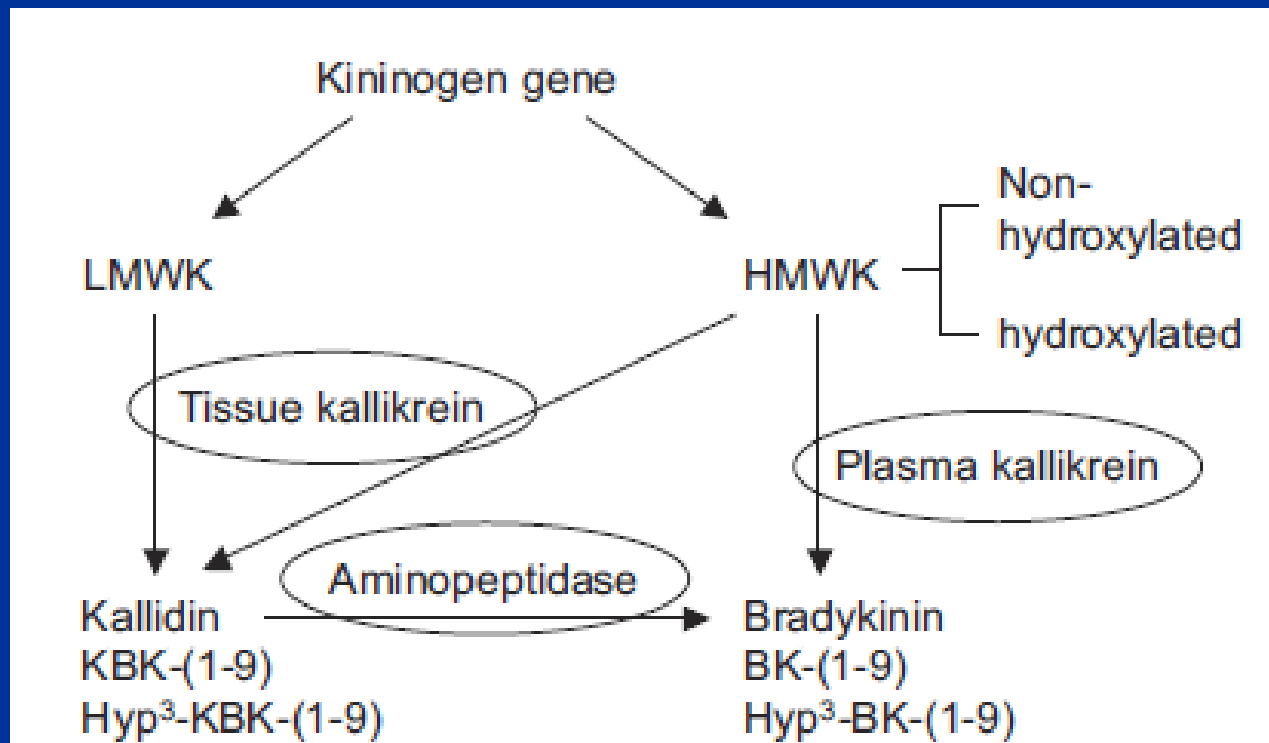 Kininogen gene
Non-
hydroxylated
LMWK
HMWK
hydroxylated
Tissue kallikrein
Plasma kallikrein
Aminopeptidase
Kallidin
KBK-(1-9)
Hyp³-KBK-(1-9)
Bradykinin
BK-(1-9)
Hyp³-BK-(1-9)